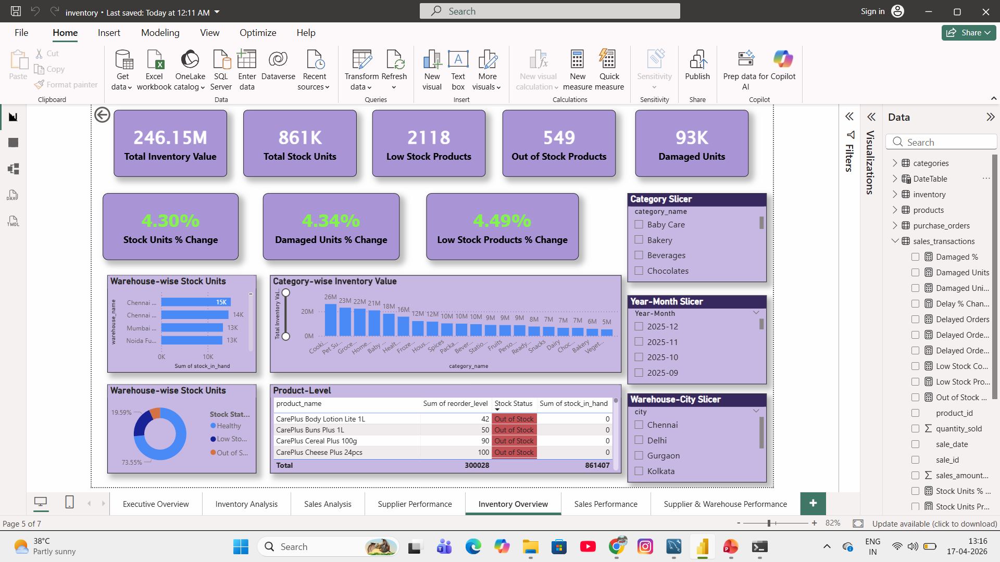 inventory • Last saved: Today at 12:11 AM
Search
Sign in
File Home Insert Modeling View Optimize Help
Share
Paste
Cut
Copy
Format painter
Clipboard
Get data
Excel workbook
OneLake catalog
SQL Server
Enter data
Dataverse
Recent sources
Data
Transform data
Refresh
Queries
New visual
Text box
More visuals
Insert
New visual calculation
New measure
Quick measure
Calculations
Sensitivity
Sensitivity
Publish
Share
Prep data for AI
Copilot
Copilot
246.15M
Total Inventory Value
861K
Total Stock Units
2118
Low Stock Products
549
Out of Stock Products
93K
Damaged Units
4.30%
Stock Units % Change
4.34%
Damaged Units % Change
4.49%
Low Stock Products % Change
Category Slicer
category_name
Baby Care
Bakery
Beverages
Chocolates
Warehouse-wise Stock Units
warehouse_name
Chennai ... 15K
Chennai ... 14K
Mumbai ... 13K
Noida Fu... 13K
0K 10K
Sum of stock_in_hand
Category-wise Inventory Value
Total Inventory Val...
20M
0M
26M 23M 22M 21M 18M 16M 12M 12M 10M 10M 10M 9M 9M 9M 8M 7M 7M 7M 6M 5M
Cooki... Pet Su... Groce... Home... Baby ... Healt... Froze... Hous... Spices Packa... Bever... Statio... Fruits Perso... Ready... Snacks Dairy Choc... Bakery Veget...
category_name
Year-Month Slicer
Year-Month
2025-12
2025-11
2025-10
2025-09
Warehouse-wise Stock Units
19.59%
73.55%
Stock Stat...
Healthy
Low Sto...
Out of S...
Product-Level
product_name Sum of reorder_level Stock Status Sum of stock_in_hand
CarePlus Body Lotion Lite 1L 42 Out of Stock 0
CarePlus Buns Plus 1L 50 Out of Stock 0
CarePlus Cereal Plus 100g 90 Out of Stock 0
CarePlus Cheese Plus 24pcs 100 Out of Stock 0
Total 300028 861407
Warehouse-City Slicer
city
Chennai
Delhi
Gurgaon
Kolkata
Filters
Visualizations
Data
Search
categories
DateTable
inventory
products
purchase_orders
sales_transactions
Damaged %
Damaged Units
Damaged Uni...
Delay % Chan...
Delayed Orders
Delayed Orde...
Delayed Orde...
Low Stock Co...
Low Stock Pro...
Out of Stock ...
product_id
quantity_sold
sale_date
sale_id
sales_amount...
Stock Units % ...
Stock Units Pr...
DAX
TMDL
Executive Overview
Inventory Analysis
Sales Analysis
Supplier Performance
Inventory Overview
Sales Performance
Supplier & Warehouse Performance
Page 5 of 7
82%
Update available (click to download)
38°C
Partly sunny
Search
ENG
IN
13:16
17-04-2026